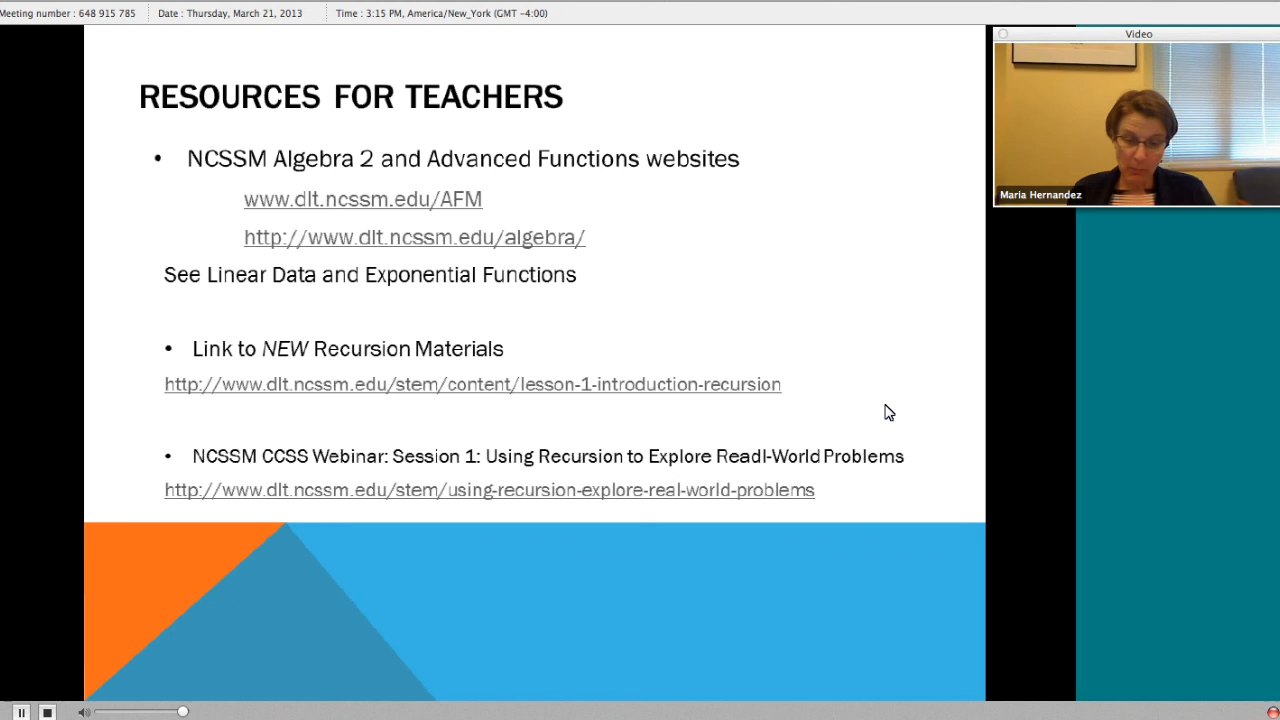 Meeting number : 648 915 785 Date : Thursday, March 21, 2013 Time : 3:15 PM, America/New_York (GMT -4:00)
Video
RESOURCES FOR TEACHERS
• NCSSM Algebra 2 and Advanced Functions websites
www.dlt.ncssm.edu/AFM
http://www.dlt.ncssm.edu/algebra/
See Linear Data and Exponential Functions
• Link to NEW Recursion Materials
http://www.dlt.ncssm.edu/stem/content/lesson-1-introduction-recursion
• NCSSM CCSS Webinar: Session 1: Using Recursion to Explore Readl-World Problems
http://www.dlt.ncssm.edu/stem/using-recursion-explore-real-world-problems
Maria Hernandez